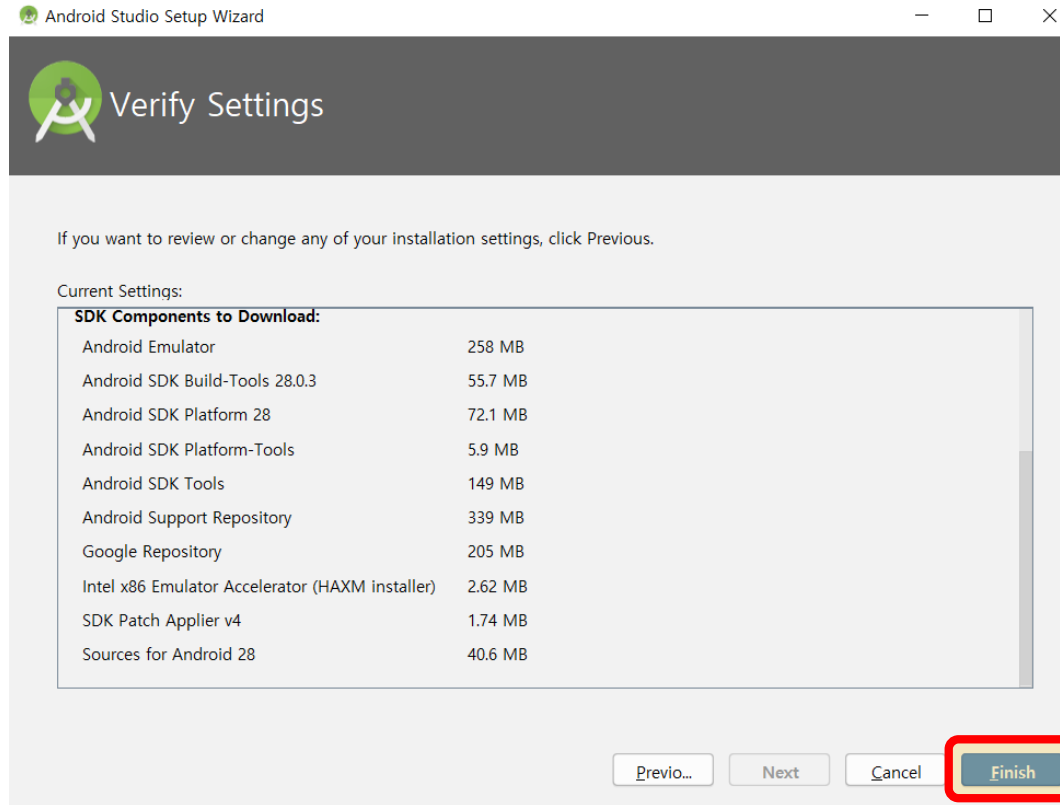 Android Studio Setup Wizard
Verify Settings
If you want to review or change any of your installation settings, click Previous.
Current Settings:
SDK Components to Download:
Android Emulator 258 MB
Android SDK Build-Tools 28.0.3 55.7 MB
Android SDK Platform 28 72.1 MB
Android SDK Platform-Tools 5.9 MB
Android SDK Tools 149 MB
Android Support Repository 339 MB
Google Repository 205 MB
Intel x86 Emulator Accelerator (HAXM installer) 2.62 MB
SDK Patch Applier v4 1.74 MB
Sources for Android 28 40.6 MB
Previo... Next Cancel Finish